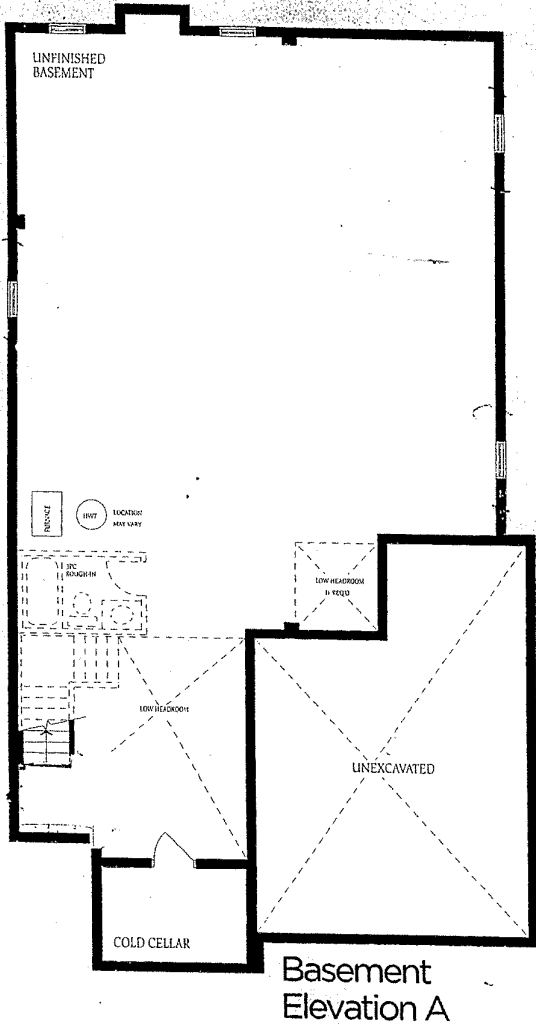 UNFINISHED
BASEMENT
FURNACE
HWT
LOCATION
MAY VARY
3PC
ROUGH-IN
LOW HEADROOM
LOW HEADROOM
UNEXCAVATED
COLD CELLAR
Basement
Elevation A